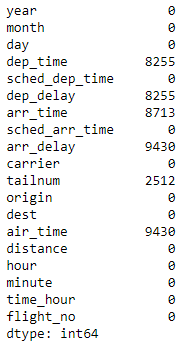 year 0
month 0
day 0
dep_time 8255
sched_dep_time 0
dep_delay 8255
arr_time 8713
sched_arr_time 0
arr_delay 9430
carrier 0
tailnum 2512
origin 0
dest 0
air_time 9430
distance 0
hour 0
minute 0
time_hour 0
flight_no 0
dtype: int64